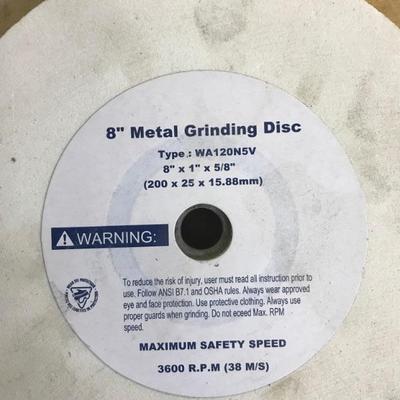 8" Metal Grinding Disc
Type : WA120N5V
8" x 1" x 5/8"
(200 x 25 x 15.88mm)
WARNING:
To reduce the risk of injury, user must read all instruction prior to
use. Follow ANSI B7.1 and OSHA rules. Always wear approved
eye and face protection. Use protective clothing. Always use
proper guards when grinding. Do not eceed Max. RPM
speed.
MAXIMUM SAFETY SPEED
3600 R.P.M (38 M/S)